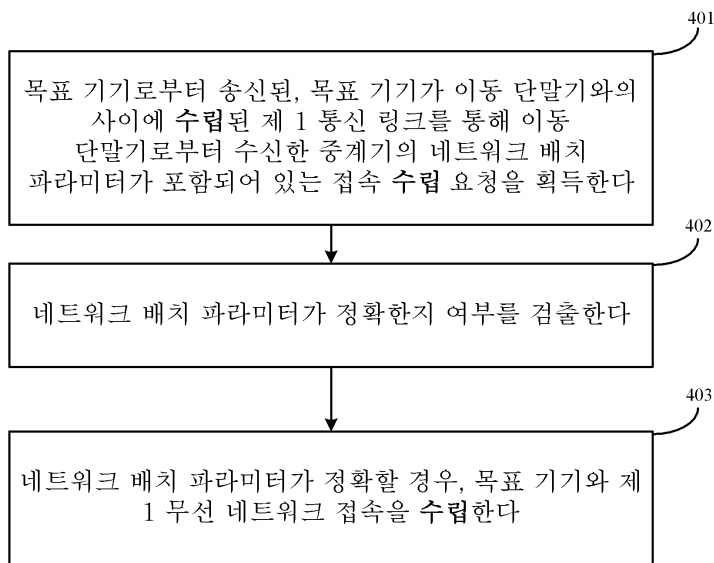 401
목표 기기로부터 송신된, 목표 기기가 이동 단말기와의
사이에 수립된 제 1 통신 링크를 통해 이동
단말기로부터 수신한 중계기의 네트워크 배치
파라미터가 포함되어 있는 접속 수립 요청을 획득한다
402
네트워크 배치 파라미터가 정확한지 여부를 검출한다
403
네트워크 배치 파라미터가 정확할 경우, 목표 기기와 제
1 무선 네트워크 접속을 수립한다